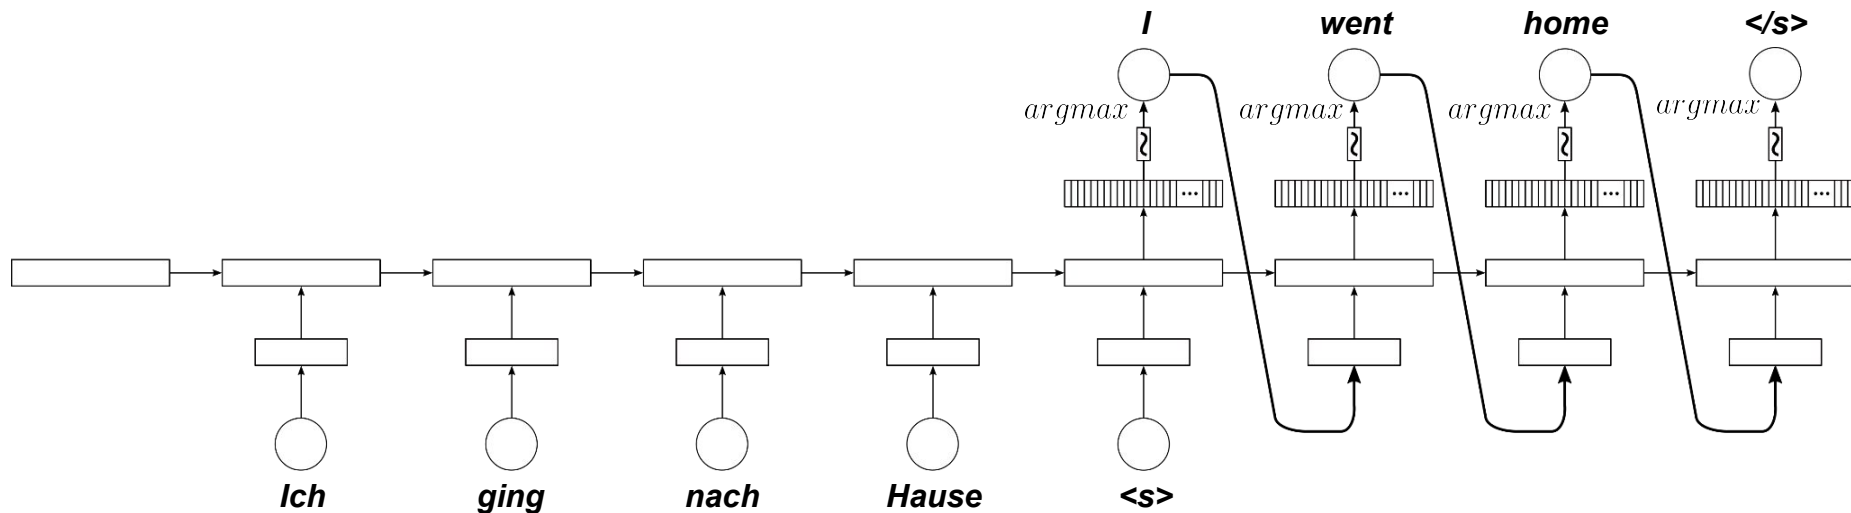 I went home </s>
argmax argmax argmax argmax
... ... ... ...
Ich ging nach Hause <s>